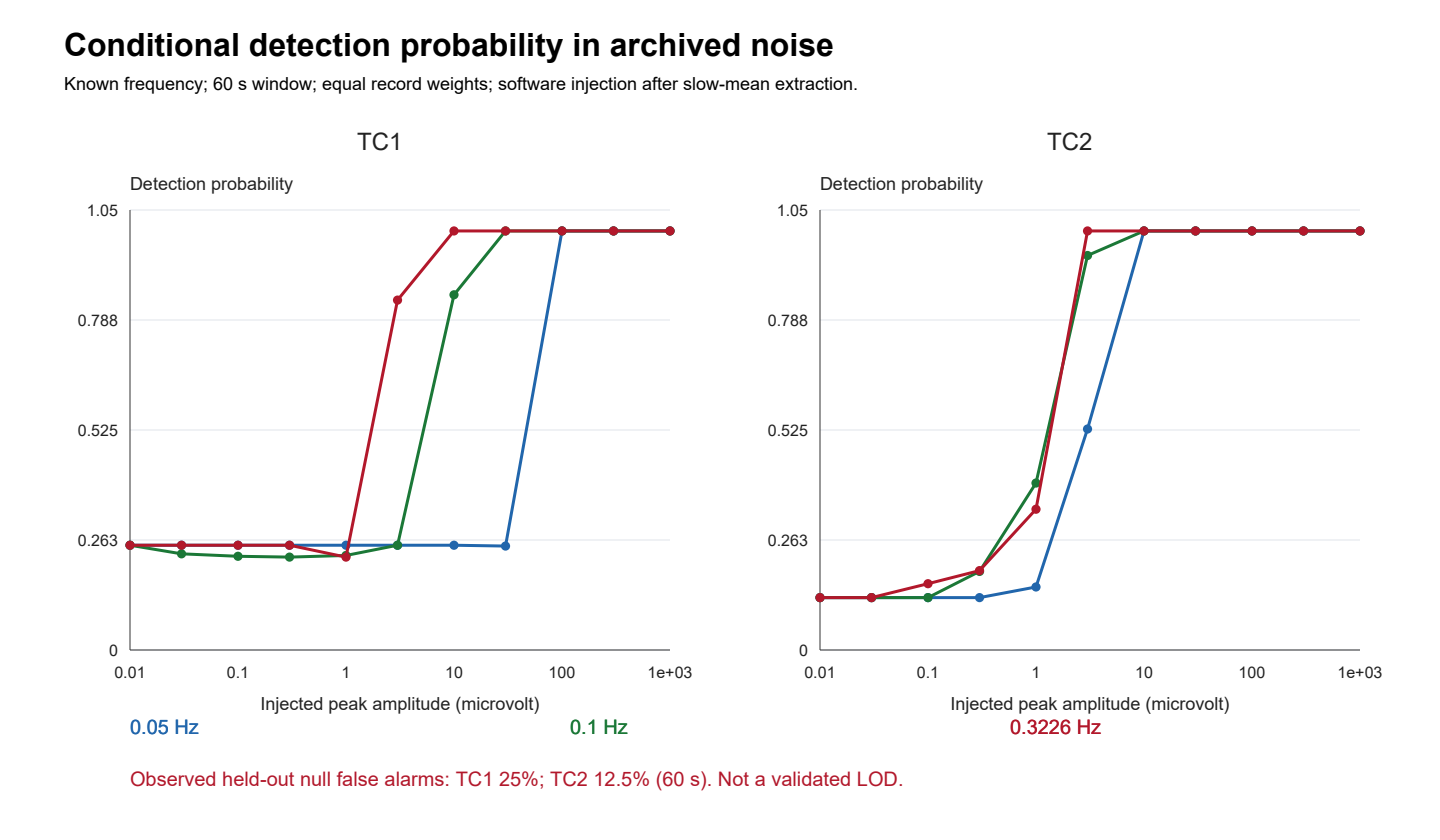 Conditional detection probability in archived noise
Known frequency; 60 s window; equal record weights; software injection after slow-mean extraction.
TC1
Detection probability
1.05
0.788
0.525
0.263
0
0.01 0.1 1 10 100 1e+03
Injected peak amplitude (microvolt)
TC2
Detection probability
1.05
0.788
0.525
0.263
0
0.01 0.1 1 10 100 1e+03
Injected peak amplitude (microvolt)
0.05 Hz 0.1 Hz 0.3226 Hz
Observed held-out null false alarms: TC1 25%; TC2 12.5% (60 s). Not a validated LOD.